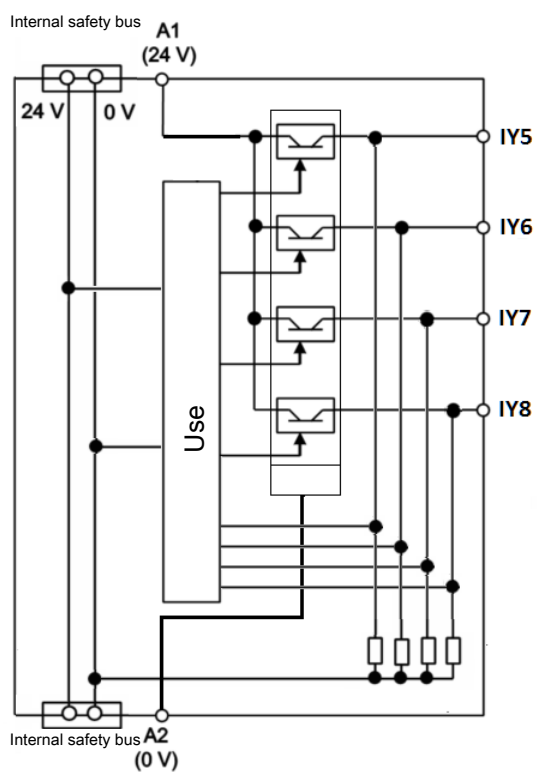 Internal safety bus
A1
(24 V)
24 V
0 V
IY5
IY6
IY7
IY8
Use
Internal safety bus
A2
(0 V)